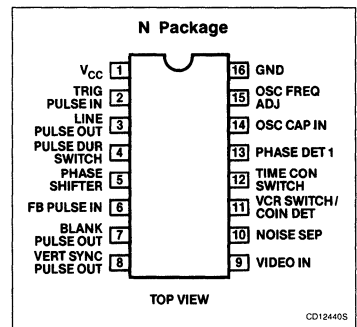 N Package
VCC 1
16 GND
TRIG
PULSE IN 2
15 OSC FREQ
ADJ
LINE
PULSE OUT 3
14 OSC CAP IN
PULSE DUR
SWITCH 4
13 PHASE DET 1
PHASE
SHIFTER 5
12 TIME CON
SWITCH
FB PULSE IN 6
11 VCR SWITCH/
COIN DET
BLANK
PULSE OUT 7
10 NOISE SEP
VERT SYNC
PULSE OUT 8
9 VIDEO IN
TOP VIEW
CD12440S